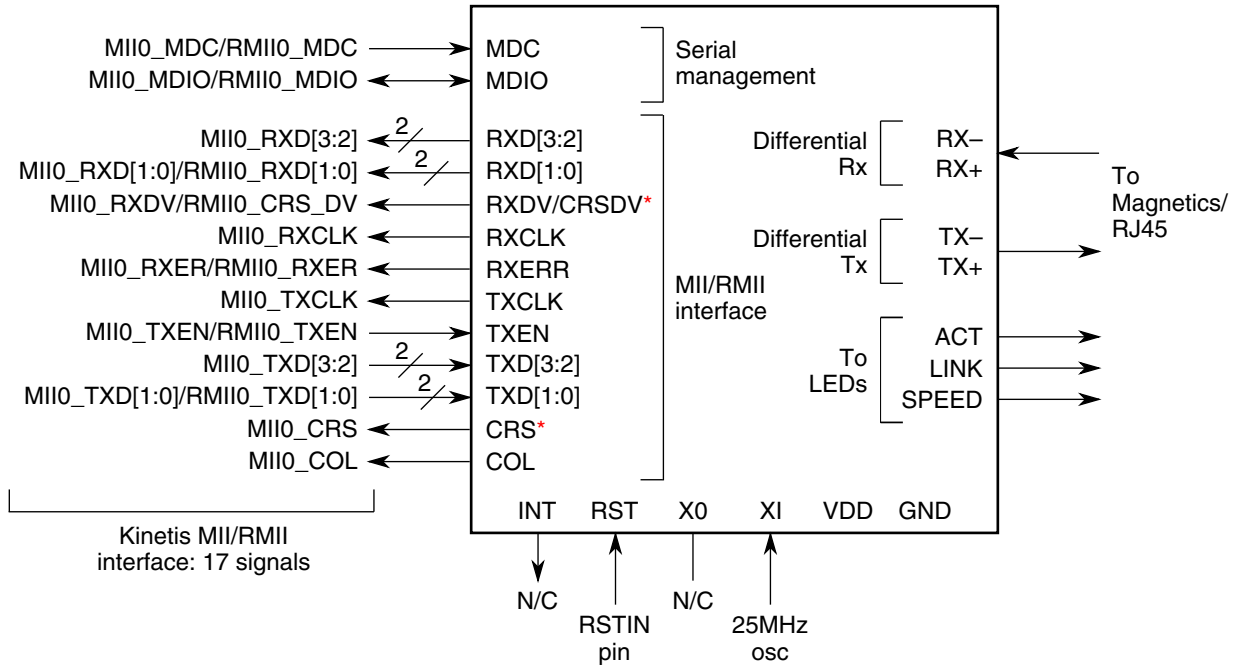 MII0_MDC/RMII0_MDC
MII0_MDIO/RMII0_MDIO
MII0_RXD[3:2]
MII0_RXD[1:0]/RMII0_RXD[1:0]
MII0_RXDV/RMII0_CRS_DV
MII0_RXCLK
MII0_RXER/RMII0_RXER
MII0_TXCLK
MII0_TXEN/RMII0_TXEN
MII0_TXD[3:2]
MII0_TXD[1:0]/RMII0_TXD[1:0]
MII0_CRS
MII0_COL
Kinetis MII/RMII
interface: 17 signals
2
2
2
2
MDC
MDIO
RXD[3:2]
RXD[1:0]
RXDV/CRSDV*
RXCLK
RXERR
TXCLK
TXEN
TXD[3:2]
TXD[1:0]
CRS*
COL
Serial
management
MII/RMII
interface
Differential
Rx
RX–
RX+
Differential
Tx
TX–
TX+
To
LEDs
ACT
LINK
SPEED
To
Magnetics/
RJ45
INT RST X0 XI VDD GND
N/C
RSTIN
pin
N/C
25MHz
osc